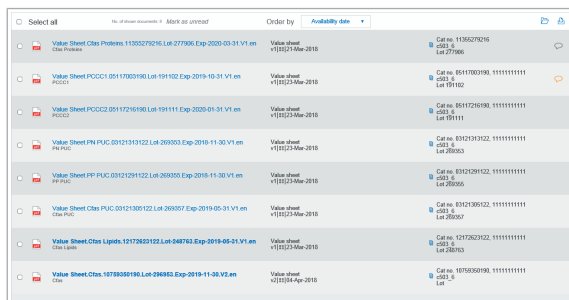 Select all
No. of shown documents: 8 Mark as unread
Order by Availability date
Value Sheet.Cfas Proteins.11355279216.Lot-277906.Exp-2020-03-31.V1.en
Cfas Proteins
Value sheet
v1 21-Mar-2018
Cat no. 11355279216
c503_6
Lot 277906
Value Sheet.PCCC1.05117003190.Lot-191102.Exp-2019-10-31.V1.en
PCCC1
Value sheet
v1 23-Mar-2018
Cat no. 05117003190, 11111111111
c503_6
Lot 191102
Value Sheet.PCCC2.05117216190.Lot-191111.Exp-2020-01-31.V1.en
PCCC2
Value sheet
v1 23-Mar-2018
Cat no. 05117216190, 11111111111
c503_6
Lot 191111
Value Sheet.PN PUC.03121313122.Lot-269353.Exp-2018-11-30.V1.en
PN PUC
Value sheet
v1 23-Mar-2018
Cat no. 03121313122, 11111111111
c503_6
Lot 269353
Value Sheet.PP PUC.03121291122.Lot-269355.Exp-2018-11-30.V1.en
PP PUC
Value sheet
v1 23-Mar-2018
Cat no. 03121291122, 11111111111
c503_6
Lot 269355
Value Sheet.Cfas PUC.03121305122.Lot-269357.Exp-2019-05-31.V1.en
Cfas PUC
Value sheet
v1 23-Mar-2018
Cat no. 03121305122, 11111111111
c503_6
Lot 269357
Value Sheet.Cfas Lipids.12172623122.Lot-248763.Exp-2019-05-31.V1.en
Cfas Lipids
Value sheet
v1 23-Mar-2018
Cat no. 12172623122, 11111111111
c503_6
Lot 248763
Value Sheet.Cfas.10759350190.Lot-296953.Exp-2019-11-30.V2.en
Cfas
Value sheet
v2 04-Apr-2018
Cat no. 10759350190, 11111111111
c503_6
Lot